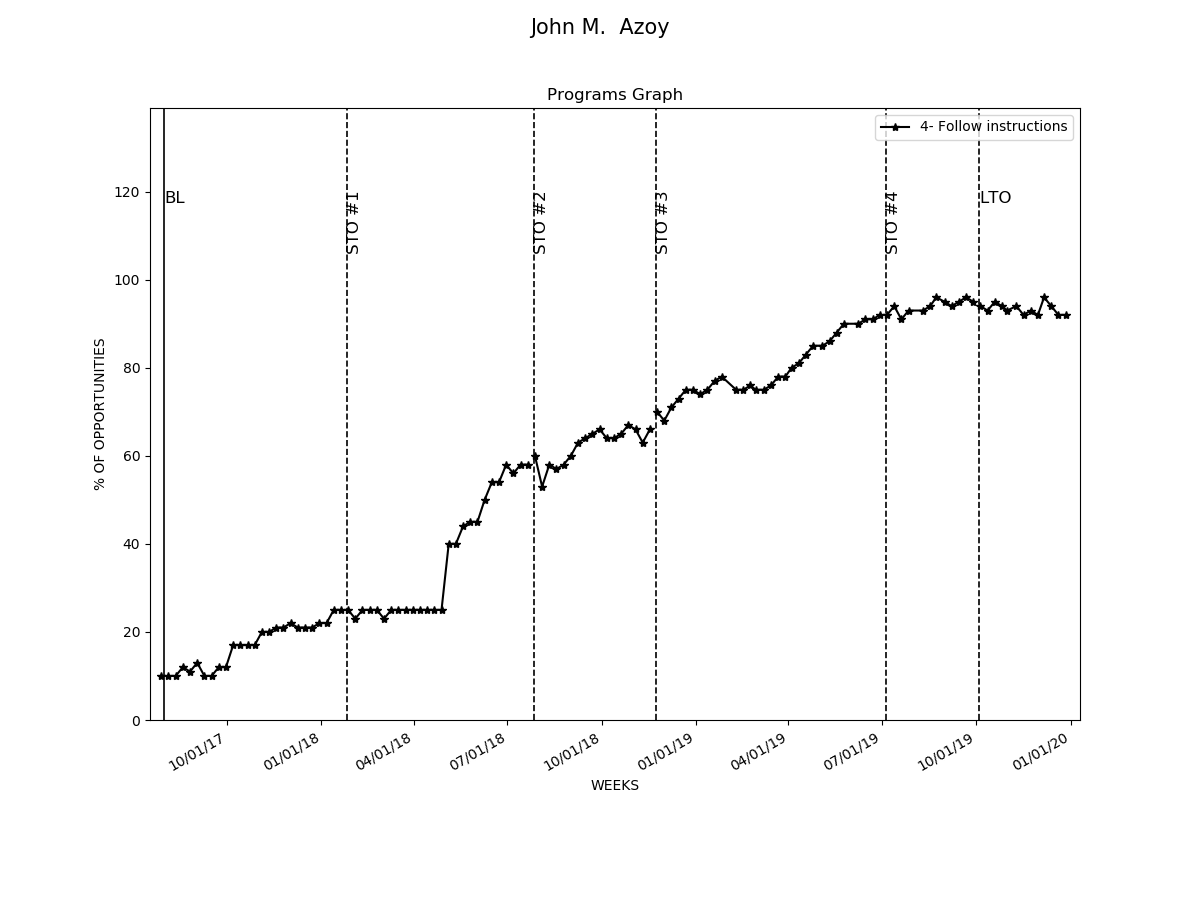 John M.  Azoy
Programs Graph
4- Follow instructions
BL
STO #1
STO #2
STO #3
STO #4
LTO
% OF OPPORTUNITIES
120
100
80
60
40
20
0
10/01/17
01/01/18
04/01/18
07/01/18
10/01/18
01/01/19
04/01/19
07/01/19
10/01/19
01/01/20
WEEKS